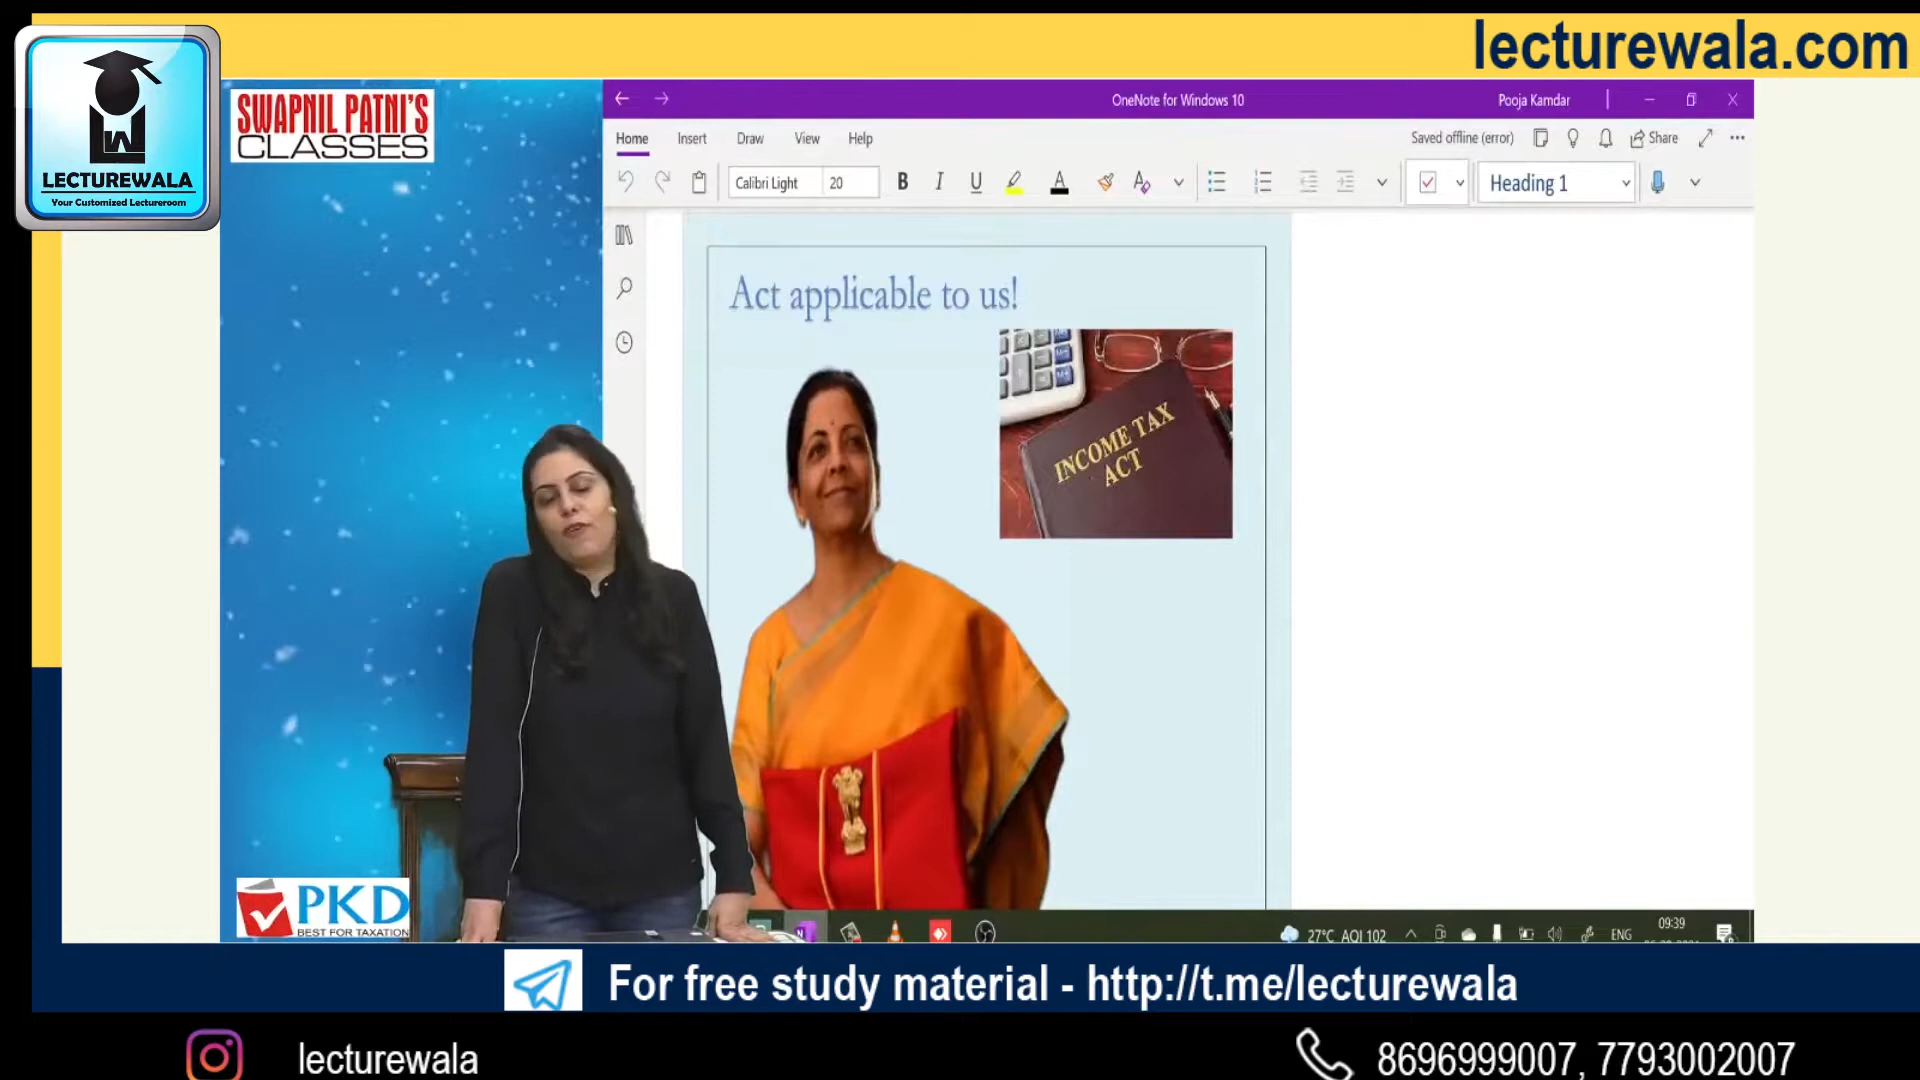 lecturewala.com
LECTUREWALA
Your Customized Lectureroom
SWAPNIL PATNI'S
CLASSES
OneNote for Windows 10
Pooja Kamdar
Home Insert Draw View Help
Saved offline (error)
Share
Calibri Light 20
B I U A
Heading 1
Act applicable to us!
INCOME TAX
ACT
PKD
BEST FOR TAXATION
27°C AQI 102
ENG
09:39
For free study material - http://t.me/lecturewala
lecturewala
8696999007, 7793002007